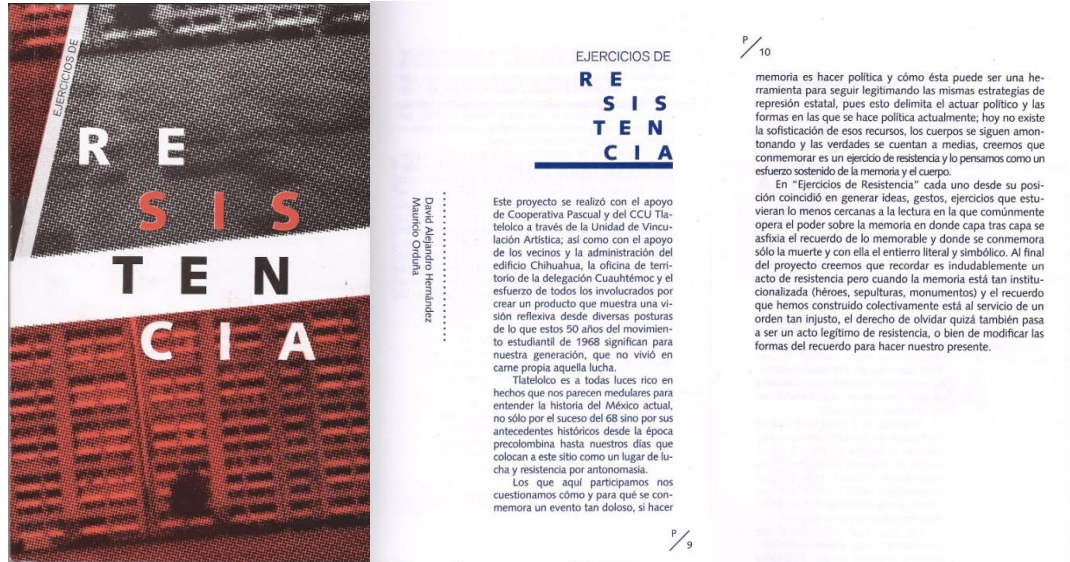 EJERCICIOS DE
RE
SIS
TEN
CIA
EJERCICIOS DE
RE
SIS
TEN
CIA
David Alejandro Hernández
Mauricio Orduña
Este proyecto se realizó con el apoyo
de Cooperativa Pascual y del CCU Tla-
telolco a través de la Unidad de Vincu-
lación Artística; así como con el apoyo
de los vecinos y la administración del
edificio Chihuahua, la oficina de terri-
torio de la delegación Cuauhtémoc y el
esfuerzo de todos los involucrados por
crear un producto que muestra una vi-
sión reflexiva desde diversas posturas
de lo que estos 50 años del movimien-
to estudiantil de 1968 significan para
nuestra generación, que no vivió en
carne propia aquella lucha.
Tlatelolco es a todas luces rico en
hechos que nos parecen medulares para
entender la historia del México actual,
no sólo por el suceso del 68 sino por sus
antecedentes históricos desde la época
precolombina hasta nuestros días que
colocan a este sitio como un lugar de lu-
cha y resistencia por antonomasia.
Los que aquí participamos nos
cuestionamos cómo y para qué se con-
memora un evento tan doloso, si hacer
P/9
P/10
memoria es hacer política y cómo ésta puede ser una he-
rramienta para seguir legitimando las mismas estrategias de
represión estatal, pues esto delimita el actuar político y las
formas en las que se hace política actualmente; hoy no existe
la sofisticación de esos recursos, los cuerpos se siguen amon-
tonando y las verdades se cuentan a medias, creemos que
conmemorar es un ejercicio de resistencia y lo pensamos como un
esfuerzo sostenido de la memoria y el cuerpo.
En "Ejercicios de Resistencia" cada uno desde su posi-
ción coincidió en generar ideas, gestos, ejercicios que estu-
vieran lo menos cercanas a la lectura en la que comúnmente
opera el poder sobre la memoria en donde capa tras capa se
asfixia el recuerdo de lo memorable y donde se conmemora
sólo la muerte y con ella el entierro literal y simbólico. Al final
del proyecto creemos que recordar es indudablemente un
acto de resistencia pero cuando la memoria está tan institu-
cionalizada (héroes, sepulturas, monumentos) y el recuerdo
que hemos construido colectivamente está al servicio de un
orden tan injusto, el derecho de olvidar quizá también pasa
a ser un acto legítimo de resistencia, o bien de modificar las
formas del recuerdo para hacer nuestro presente.